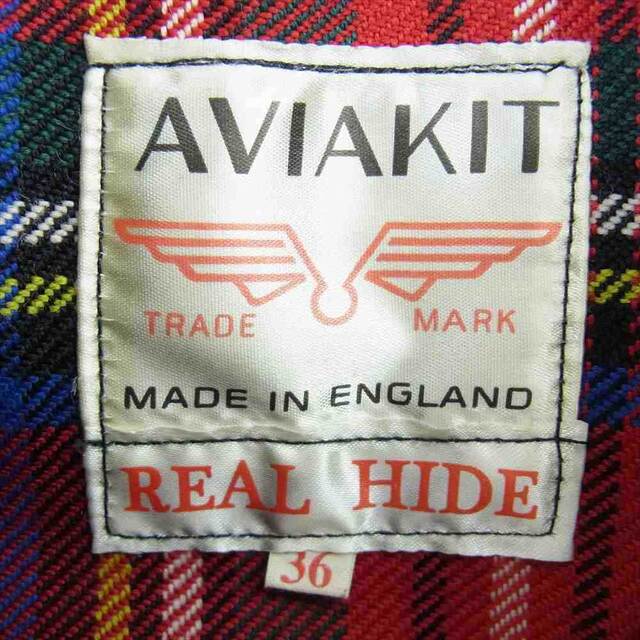 AVIAKIT
TRADE MARK
MADE IN ENGLAND
REAL HIDE
36